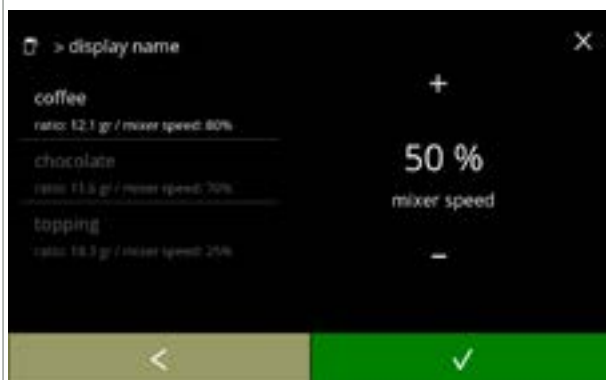 > display name
coffee
ratio: 12.1 gr / mixer speed: 80%
chocolate
ratio: 11.6 gr / mixer speed: 70%
topping
ratio: 18.3 gr / mixer speed: 25%
+
50 %
mixer speed
−